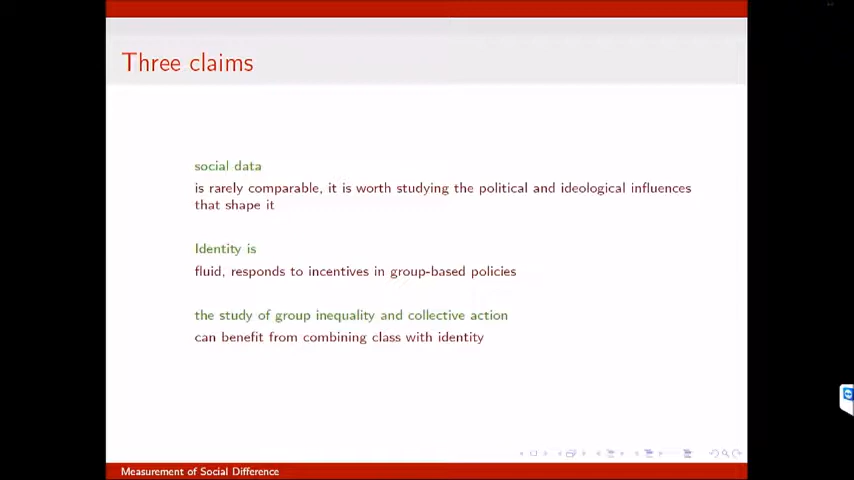 Three claims
social data
is rarely comparable, it is worth studying the political and ideological influences
that shape it
Identity is
fluid, responds to incentives in group-based policies
the study of group inequality and collective action
can benefit from combining class with identity
Measurement of Social Difference